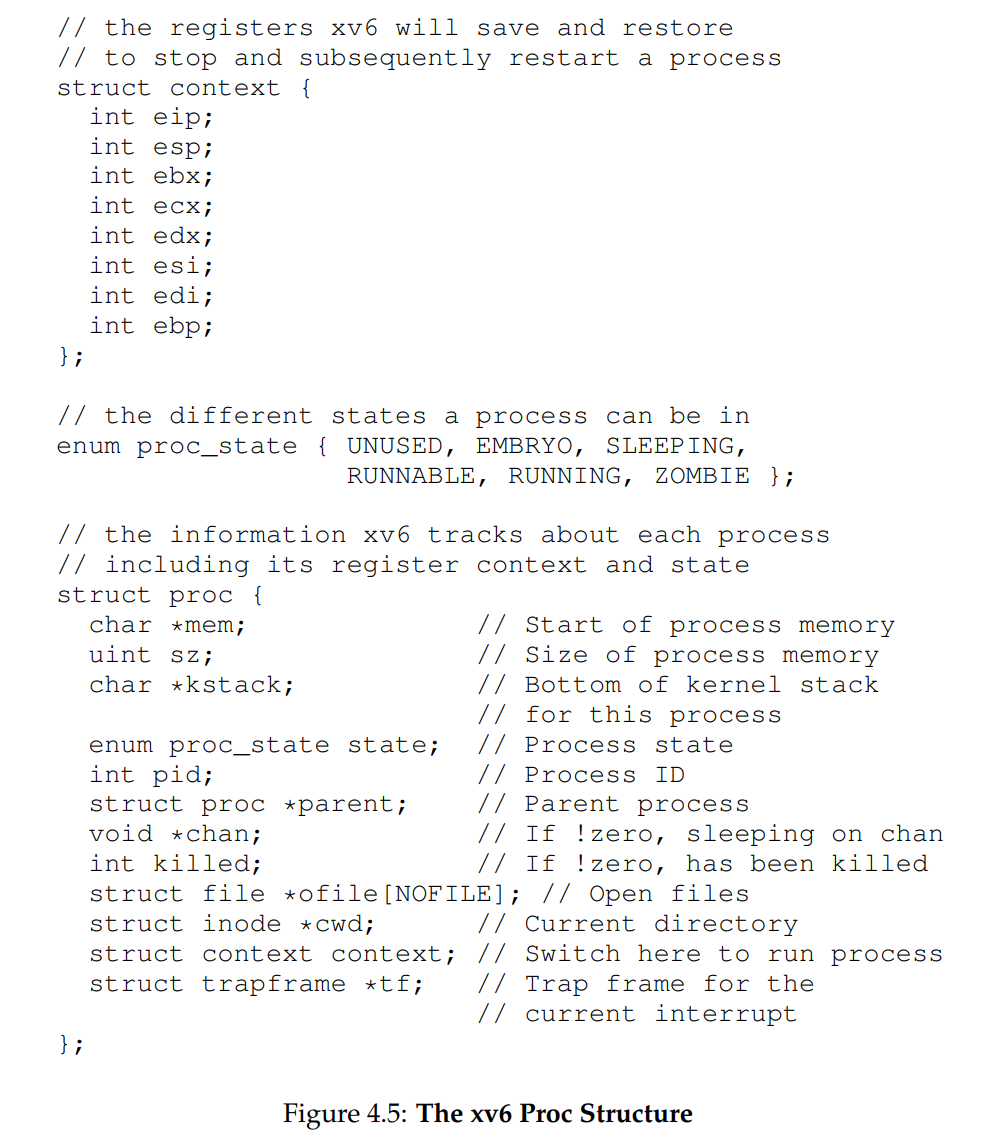 // the registers xv6 will save and restore
// to stop and subsequently restart a process
struct context {
  int eip;
  int esp;
  int ebx;
  int ecx;
  int edx;
  int esi;
  int edi;
  int ebp;
};

// the different states a process can be in
enum proc_state { UNUSED, EMBRYO, SLEEPING,
                  RUNNABLE, RUNNING, ZOMBIE };

// the information xv6 tracks about each process
// including its register context and state
struct proc {
  char *mem;              // Start of process memory
  uint sz;                // Size of process memory
  char *kstack;           // Bottom of kernel stack
                          // for this process
  enum proc_state state;  // Process state
  int pid;                // Process ID
  struct proc *parent;    // Parent process
  void *chan;             // If !zero, sleeping on chan
  int killed;             // If !zero, has been killed
  struct file *ofile[NOFILE]; // Open files
  struct inode *cwd;      // Current directory
  struct context context; // Switch here to run process
  struct trapframe *tf;   // Trap frame for the
                          // current interrupt
};

Figure 4.5: The xv6 Proc Structure